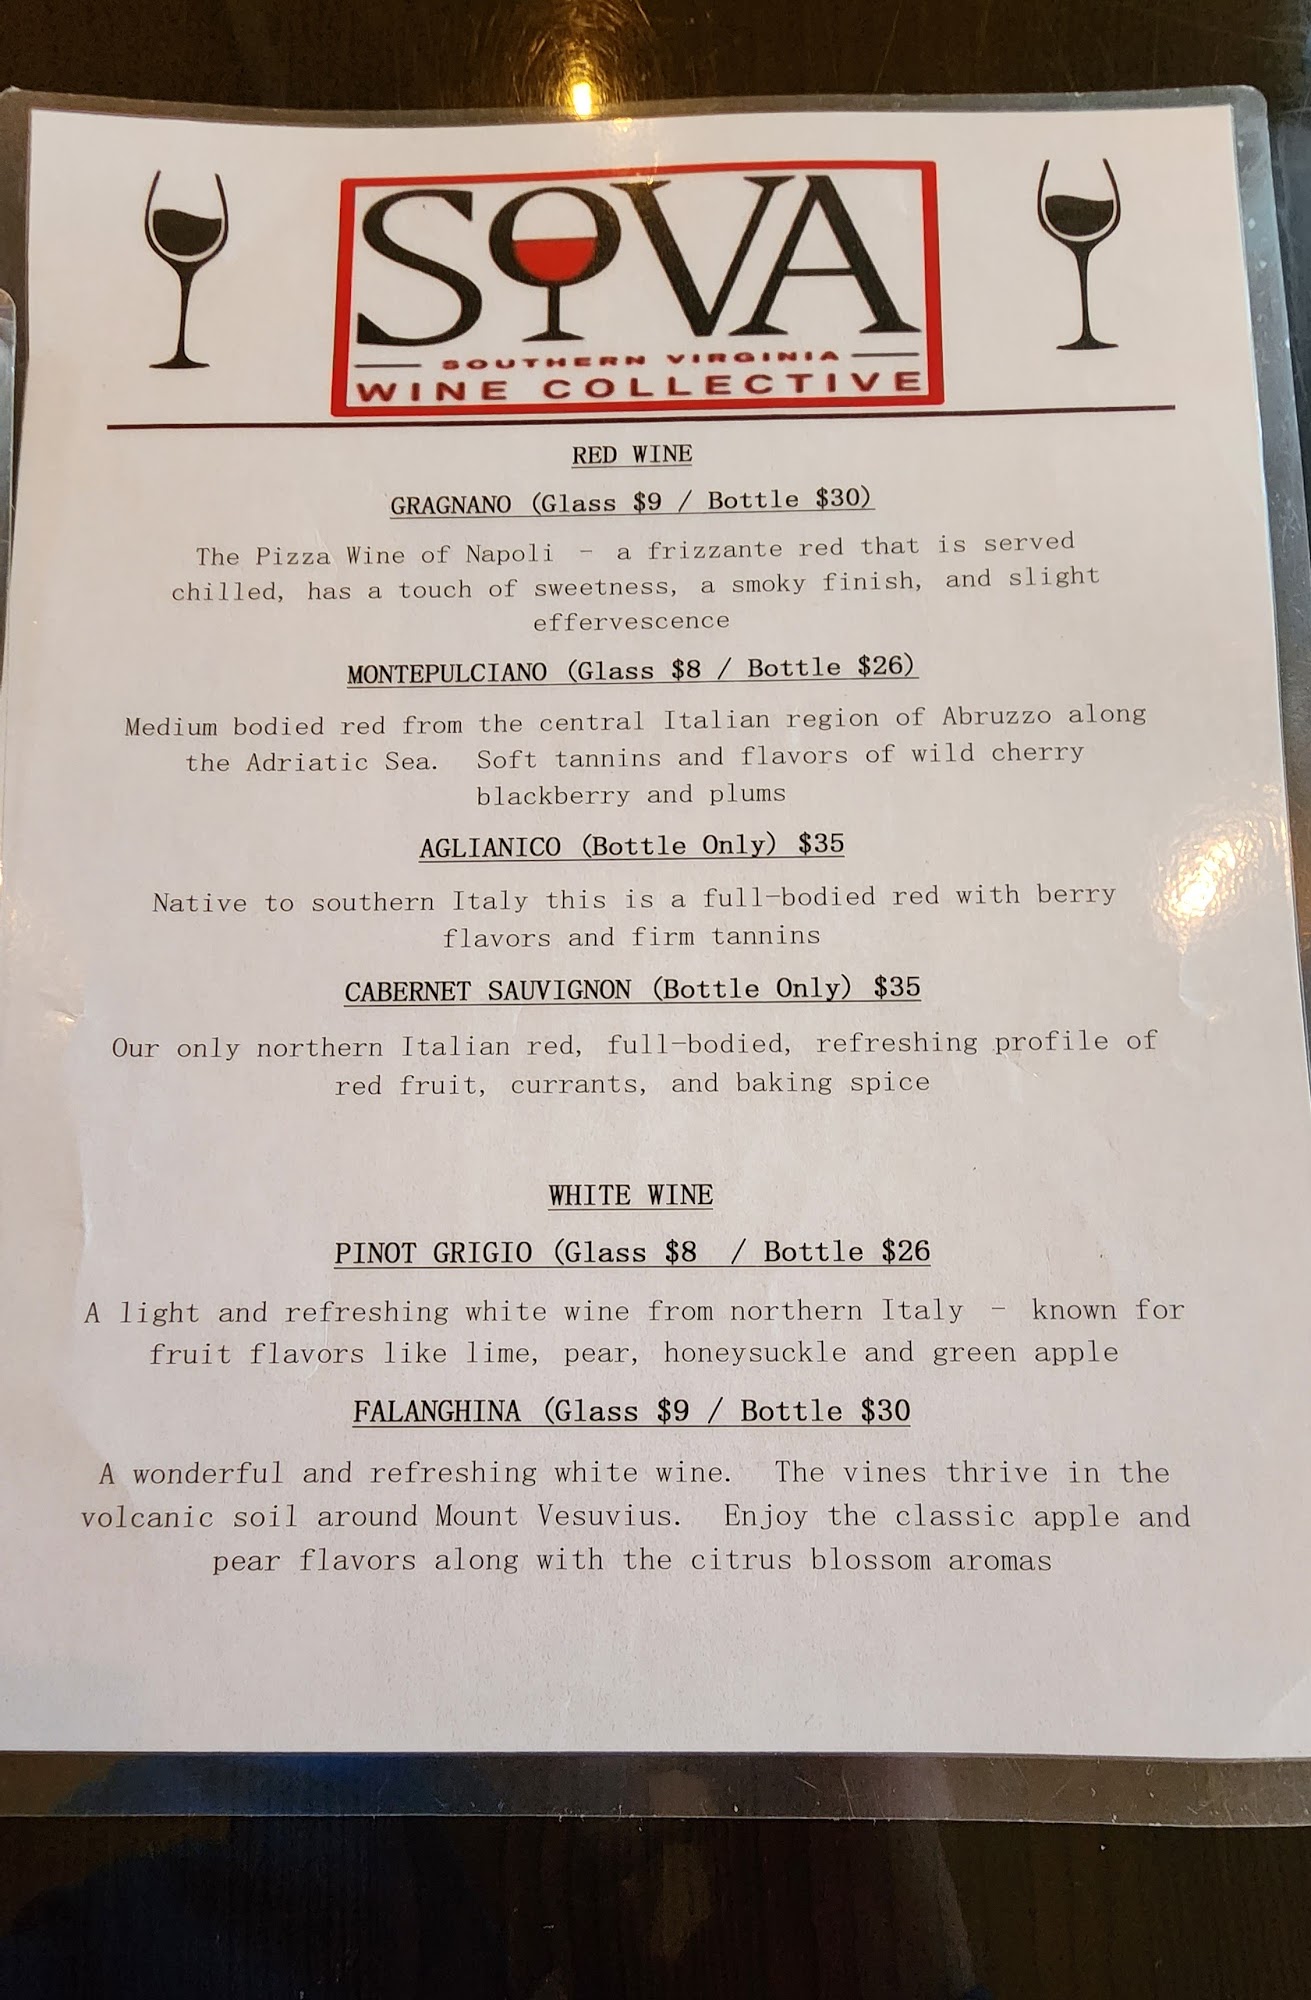 SOVA
SOUTHERN VIRGINIA
WINE COLLECTIVE
RED WINE
GRAGNANO (Glass $9 / Bottle $30)
The Pizza Wine of Napoli - a frizzante red that is served
chilled, has a touch of sweetness, a smoky finish, and slight
effervescence
MONTEPULCIANO (Glass $8 / Bottle $26)
Medium bodied red from the central Italian region of Abruzzo along
the Adriatic Sea. Soft tannins and flavors of wild cherry
blackberry and plums
AGLIANICO (Bottle Only) $35
Native to southern Italy this is a full-bodied red with berry
flavors and firm tannins
CABERNET SAUVIGNON (Bottle Only) $35
Our only northern Italian red, full-bodied, refreshing profile of
red fruit, currants, and baking spice
WHITE WINE
PINOT GRIGIO (Glass $8 / Bottle $26
A light and refreshing white wine from northern Italy - known for
fruit flavors like lime, pear, honeysuckle and green apple
FALANGHINA (Glass $9 / Bottle $30
A wonderful and refreshing white wine. The vines thrive in the
volcanic soil around Mount Vesuvius. Enjoy the classic apple and
pear flavors along with the citrus blossom aromas